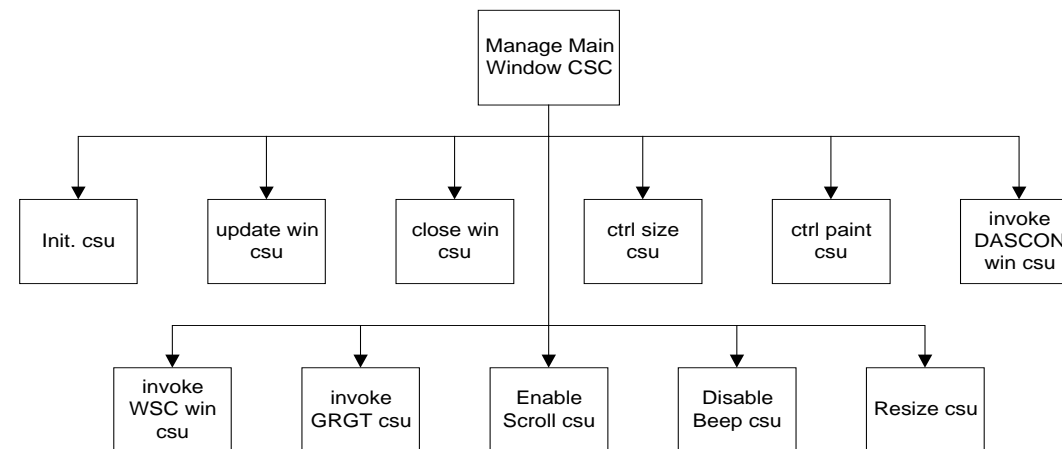 Manage Main
Window CSC
Init. csu
update win
csu
close win
csu
ctrl size
csu
ctrl paint
csu
invoke
DASCON
win csu
invoke
WSC win
csu
invoke
GRGT csu
Enable
Scroll csu
Disable
Beep csu
Resize csu